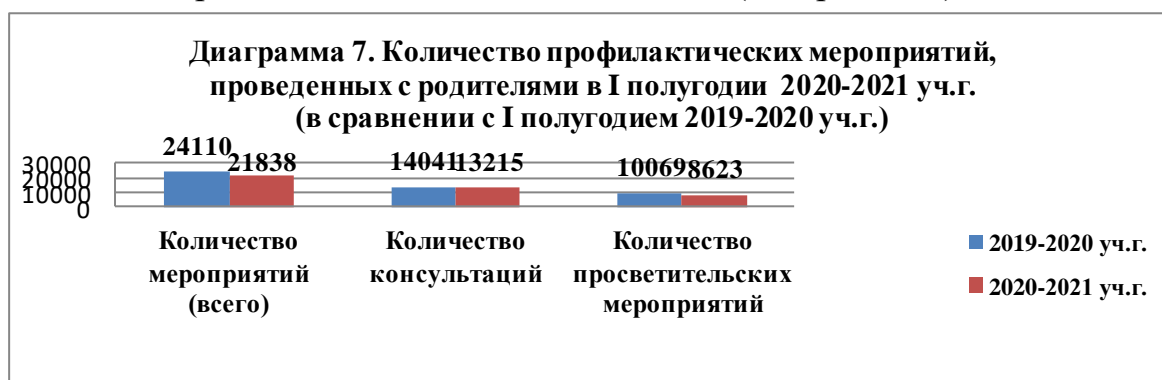 Диаграмма 7. Количество профилактических мероприятий,
проведенных с родителями в I полугодии 2020-2021 уч.г.
(в сравнении с I полугодием 2019-2020 уч.г.)
30000
20000
10000
0
24110
21838
14041
13215
10069
8623
Количество
мероприятий
(всего)
Количество
консультаций
Количество
просветительских
мероприятий
2019-2020 уч.г.
2020-2021 уч.г.